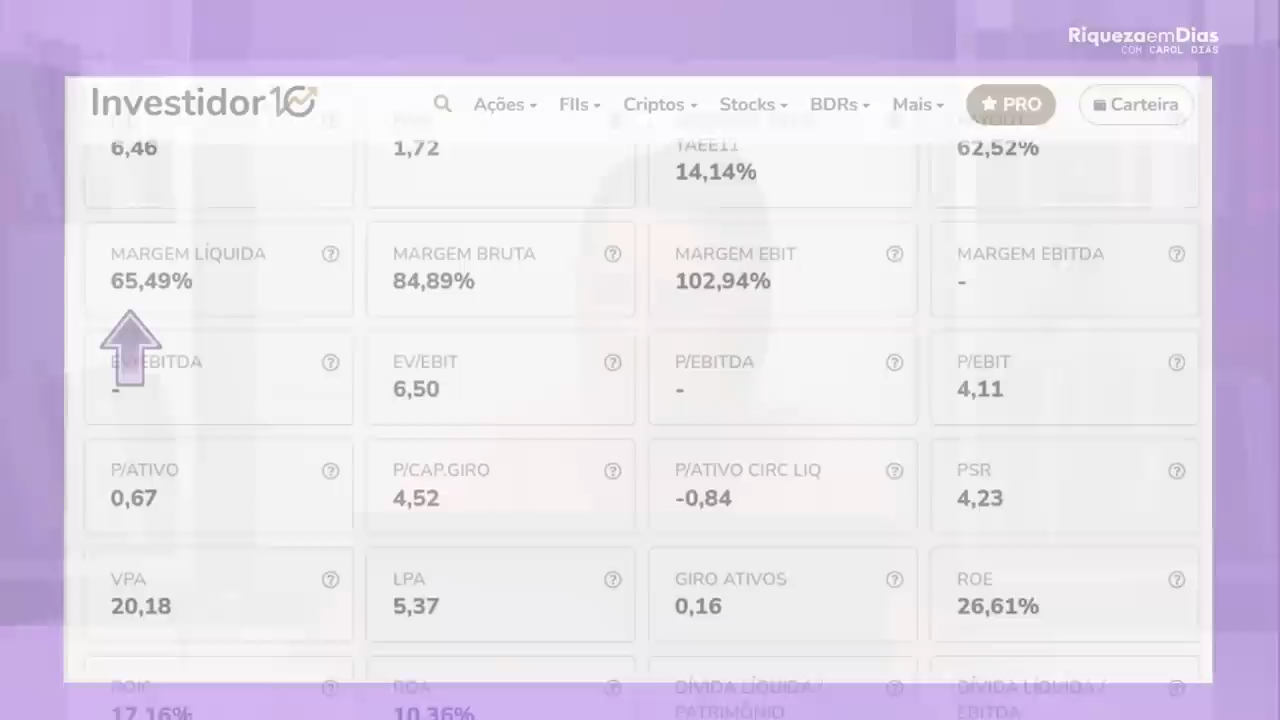 RiquezaemDias
COM CAROL DIAS
Investidor10
Ações
FIIs
Criptos
Stocks
BDRs
Mais
PRO
Carteira
6,46
1,72
TAEE11
14,14%
62,52%
MARGEM LÍQUIDA
65,49%
MARGEM BRUTA
84,89%
MARGEM EBIT
102,94%
MARGEM EBITDA
-
EV/EBITDA
-
EV/EBIT
6,50
P/EBITDA
-
P/EBIT
4,11
P/ATIVO
0,67
P/CAP.GIRO
4,52
P/ATIVO CIRC LIQ
-0,84
PSR
4,23
VPA
20,18
LPA
5,37
GIRO ATIVOS
0,16
ROE
26,61%
ROIC
17,16%
ROA
10,36%
DÍVIDA LÍQUIDA /
PATRIMÔNIO
DÍVIDA LÍQUIDA /
EBITDA